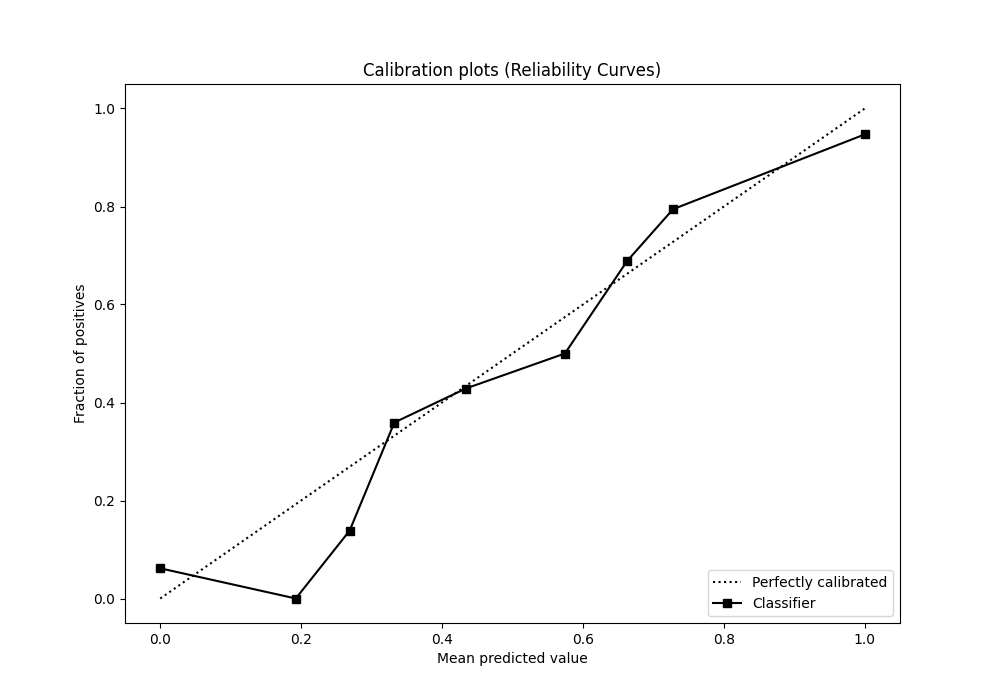 Calibration plots (Reliability Curves)
1.0
0.8
0.6
0.4
0.2
0.0
Fraction of positives
0.0 0.2 0.4 0.6 0.8 1.0
Mean predicted value
Perfectly calibrated
Classifier